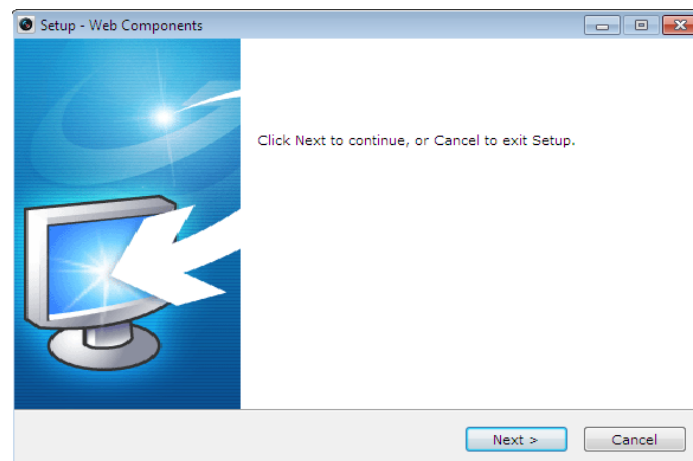 Setup - Web Components
Click Next to continue, or Cancel to exit Setup.
Next >
Cancel